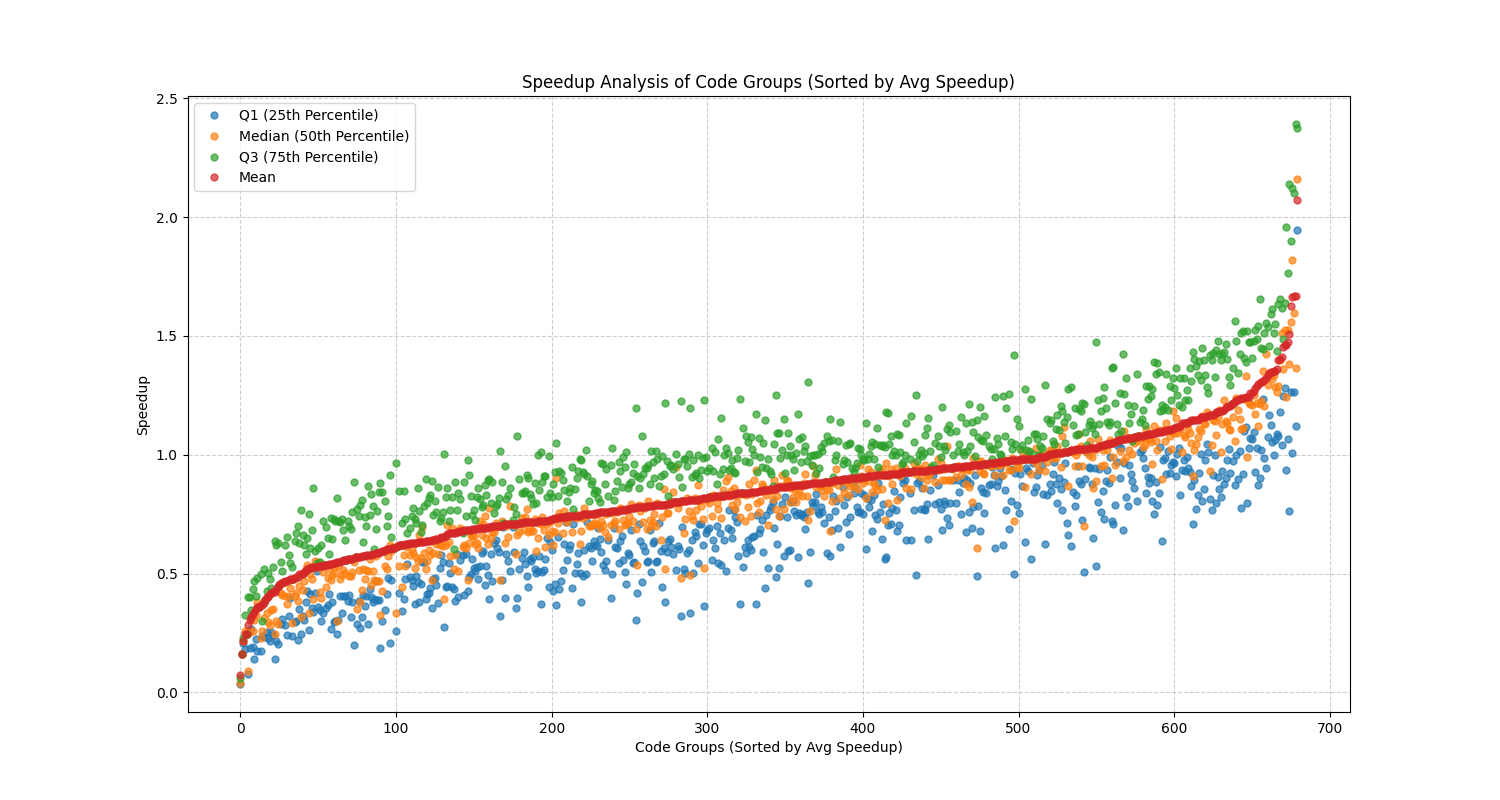 Speedup Analysis of Code Groups (Sorted by Avg Speedup)
Q1 (25th Percentile)
Median (50th Percentile)
Q3 (75th Percentile)
Mean
Speedup
2.5
2.0
1.5
1.0
0.5
0.0
0 100 200 300 400 500 600 700
Code Groups (Sorted by Avg Speedup)